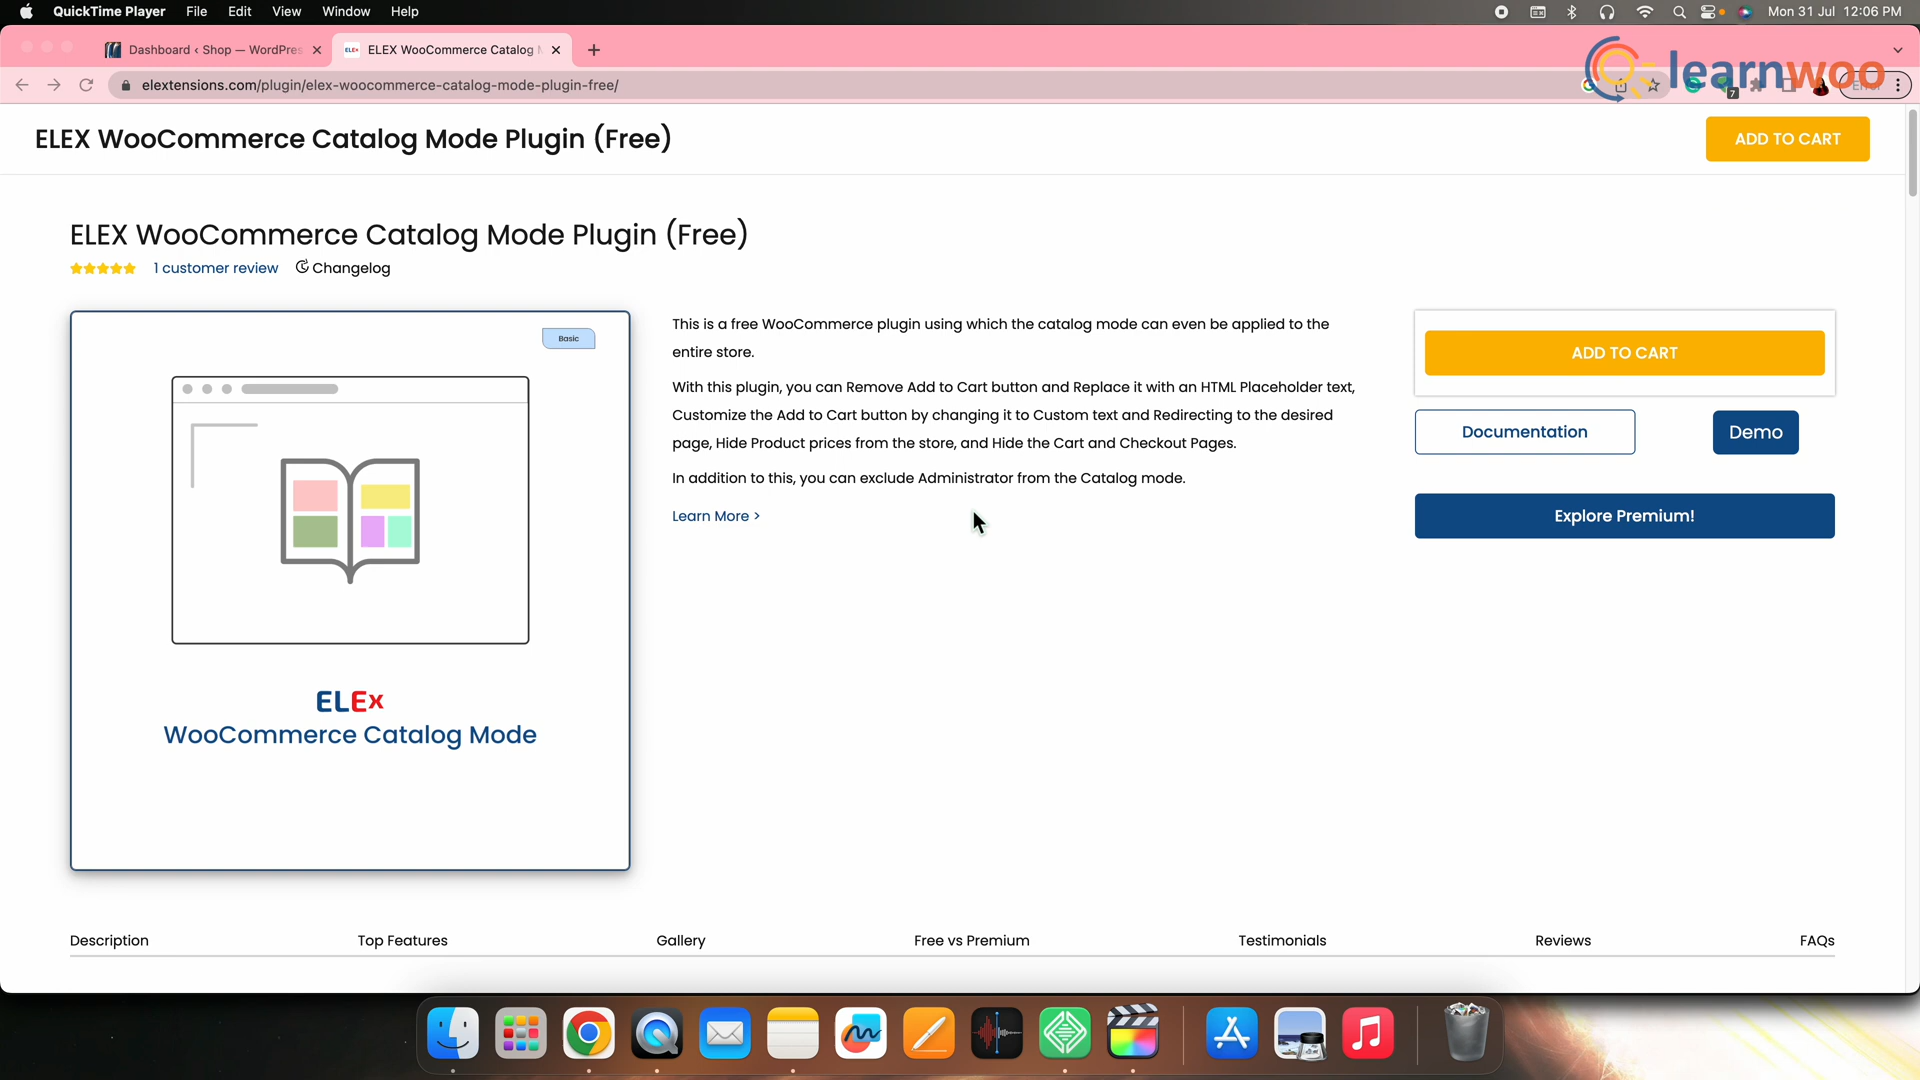 QuickTime Player File Edit View Window Help Mon 31 Jul 12:06 PM
Dashboard ‹ Shop — WordPres ELEX WooCommerce Catalog
elextensions.com/plugin/elex-woocommerce-catalog-mode-plugin-free/
7
learnwoo
ELEX WooCommerce Catalog Mode Plugin (Free)
ADD TO CART
ELEX WooCommerce Catalog Mode Plugin (Free)
1 customer review Changelog
Basic
ELEX
WooCommerce Catalog Mode
This is a free WooCommerce plugin using which the catalog mode can even be applied to the
entire store.
With this plugin, you can Remove Add to Cart button and Replace it with an HTML Placeholder text,
Customize the Add to Cart button by changing it to Custom text and Redirecting to the desired
page, Hide Product prices from the store, and Hide the Cart and Checkout Pages.
In addition to this, you can exclude Administrator from the Catalog mode.
Learn More >
ADD TO CART
Documentation Demo
Explore Premium!
Description Top Features Gallery Free vs Premium Testimonials Reviews FAQs